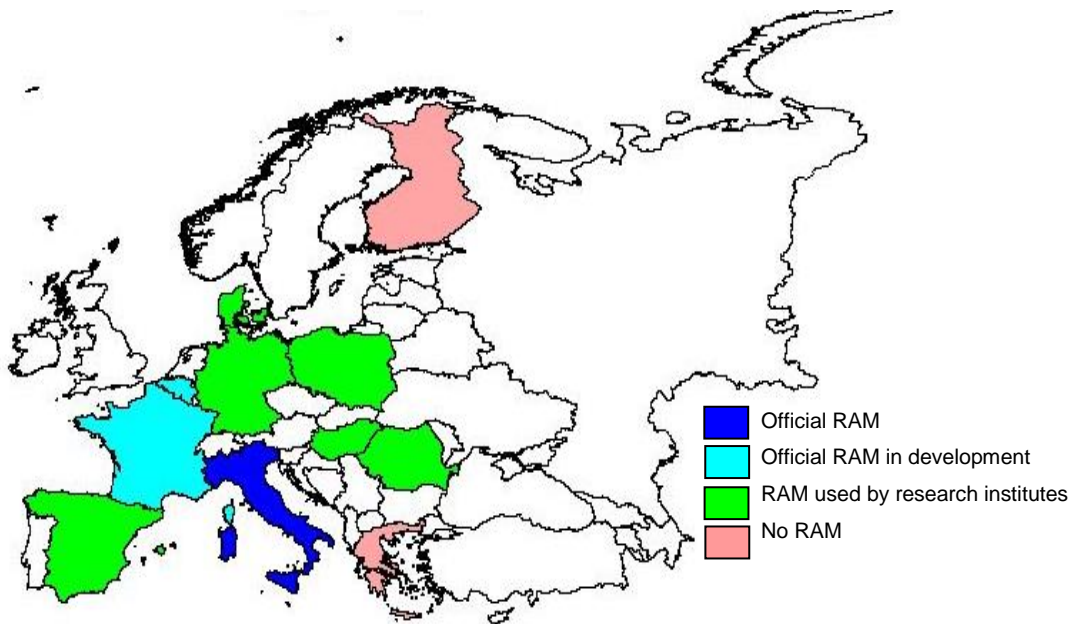 Official RAM
Official RAM in development
RAM used by research institutes
No RAM